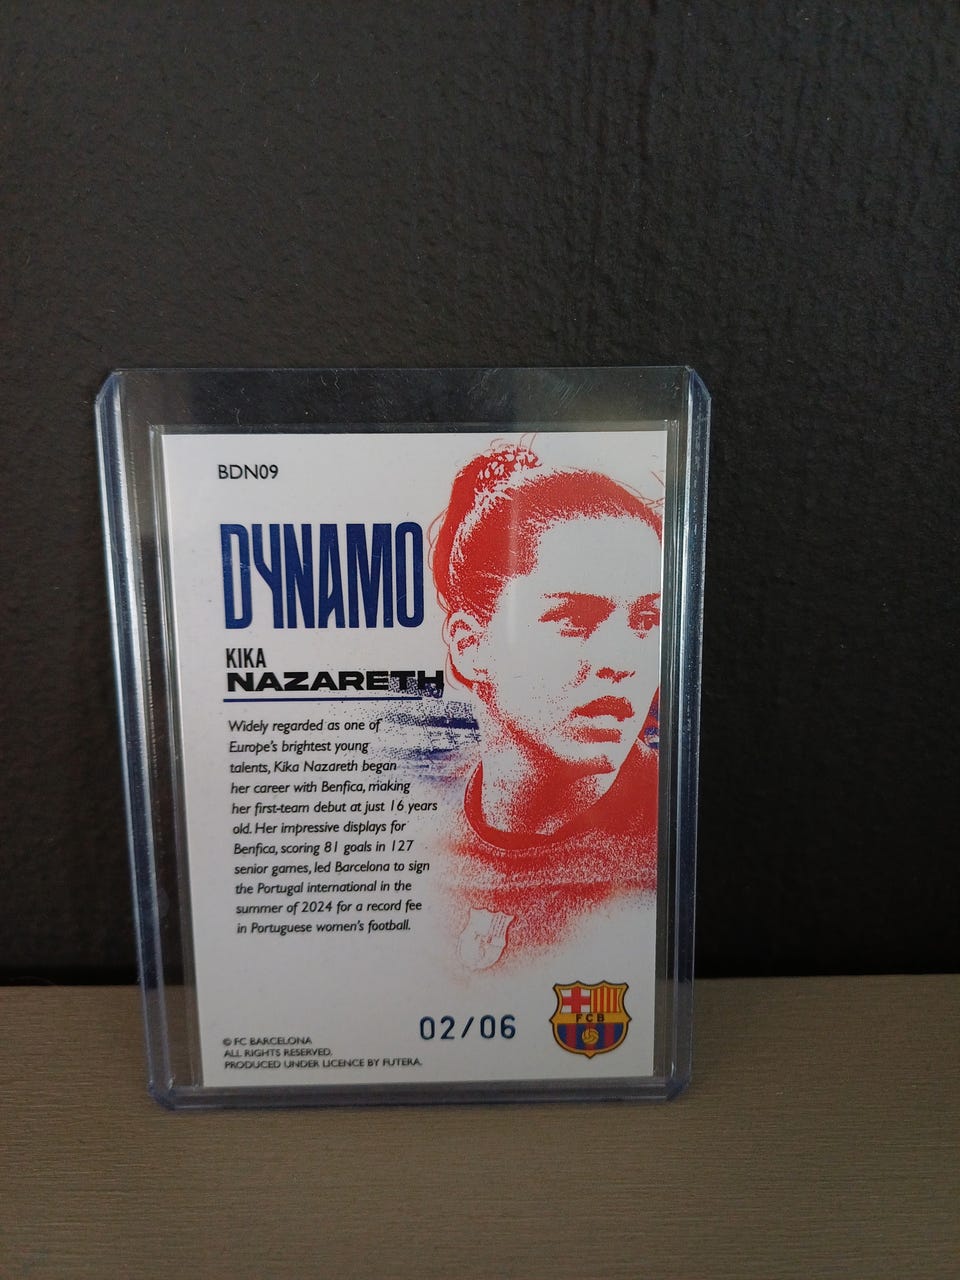 BDN09
DYNAMO
KIKA
NAZARETH
Widely regarded as one of
Europe's brightest young
talents, Kika Nazareth began
her career with Benfica, making
her first-team debut at just 16 years
old. Her impressive displays for
Benfica, scoring 81 goals in 127
senior games, led Barcelona to sign
the Portugal international in the
summer of 2024 for a record fee
in Portuguese women's football.
02/06
FCB
© FC BARCELONA
ALL RIGHTS RESERVED.
PRODUCED UNDER LICENCE BY FUTERA.